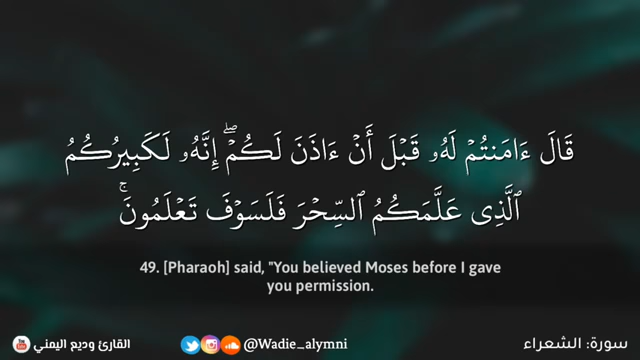 قَالَ ءَامَنتُمۡ لَهُۥ قَبۡلَ أَنۡ ءَاذَنَ لَكُمۡۖ إِنَّهُۥ لَكَبِيرُكُمُ
ٱلَّذِى عَلَّمَكُمُ ٱلسِّحۡرَ فَلَسَوۡفَ تَعۡلَمُونَۚ
49. [Pharaoh] said, "You believed Moses before I gave
you permission.
سورة: الشعراء
@Wadie_alymni
القارئ وديع اليمني